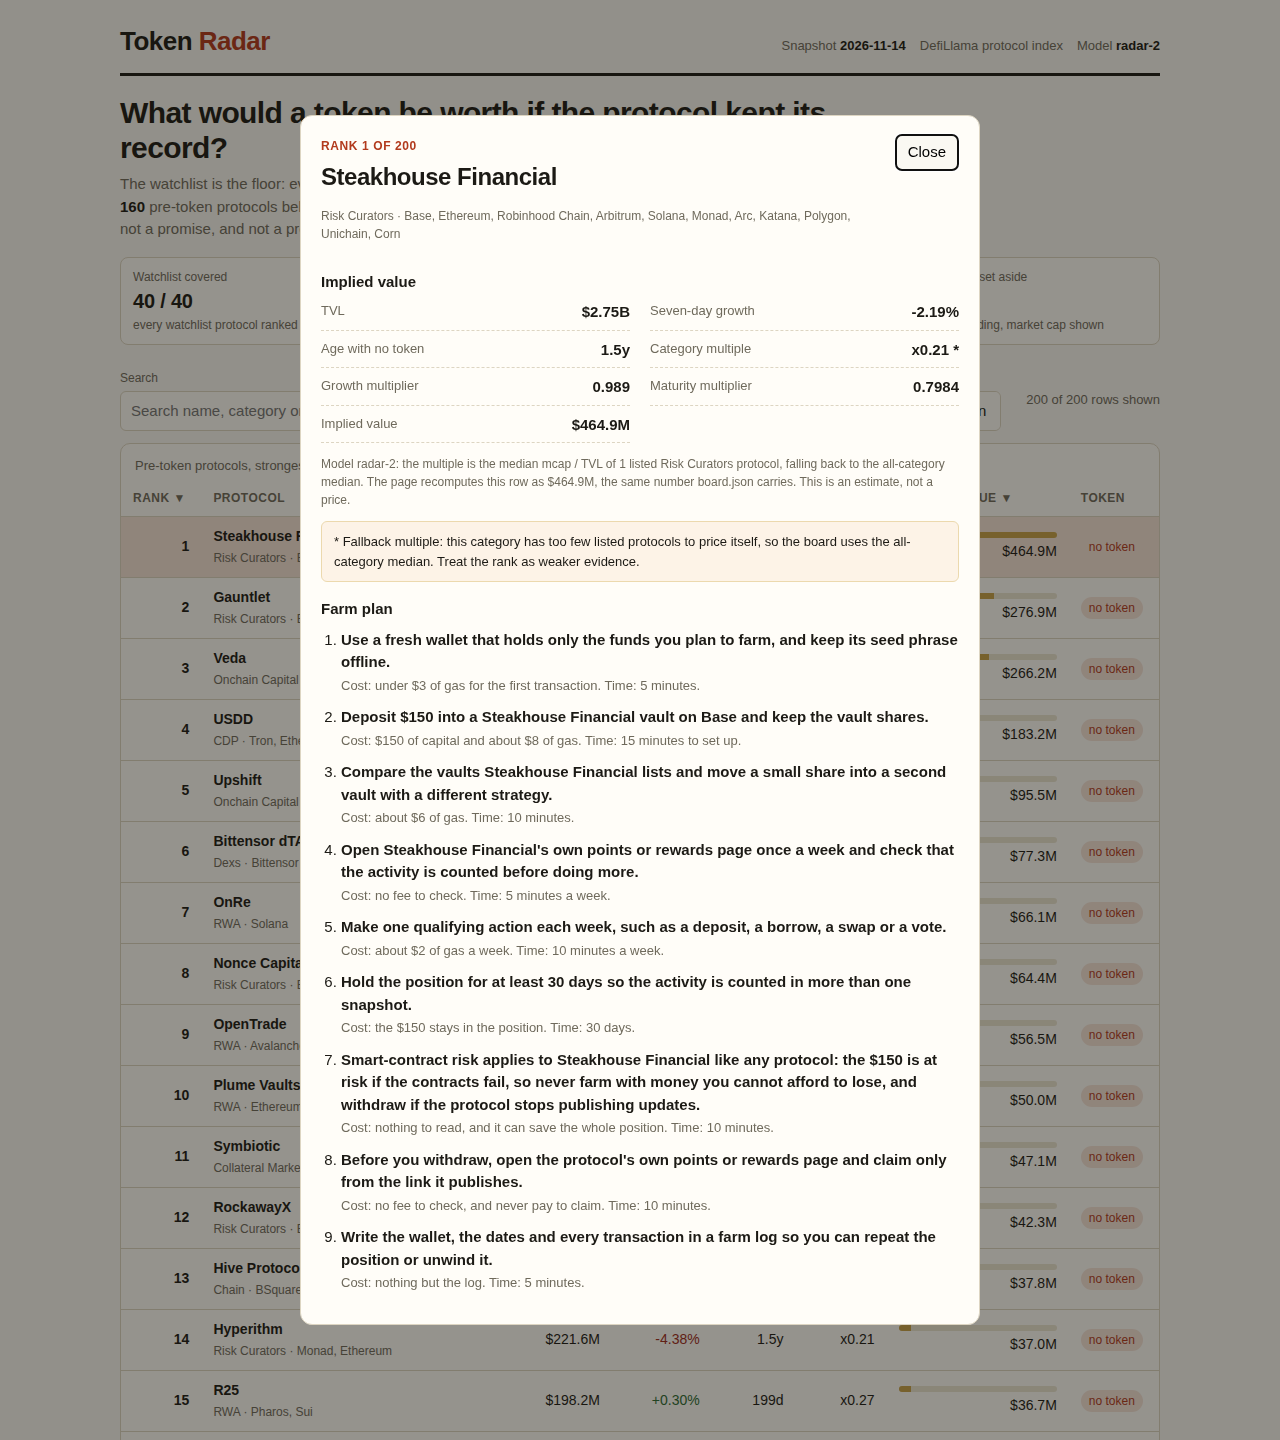 Token Radar
Snapshot 2026-11-14 DefiLlama protocol index Model radar-2
What would a token be worth if the protocol kept its
record?
The watchlist is the floor:
160 pre-token protocols
not a promise, and not a
Watchlist covered
40 / 40
every watchlist protocol ranked
set aside
market cap shown
Search
Search name, category
200 of 200 rows shown
Pre-token protocols,
RANK ▼ PROTOCOL ▼ TOKEN
1 Steakhouse $464.9M no token
Risk Curators ·
2 Gauntlet $276.9M no token
Risk Curators ·
3 Veda $266.2M no token
Onchain Capital
4 USDD $183.2M no token
CDP · Tron,
5 Upshift $95.5M no token
Onchain Capital
6 Bittensor $77.3M no token
Dexs · Bittensor
7 OnRe $66.1M no token
RWA · Solana
8 Nonce $64.4M no token
Risk Curators ·
9 OpenTrade $56.5M no token
RWA ·
10 Plume Vaults $50.0M no token
RWA · Ethereum
11 Symbiotic $47.1M no token
Collateral
12 RockawayX $42.3M no token
Risk Curators ·
13 Hive $37.8M no token
Chain ·
14 Hyperithm $221.6M -4.38% 1.5y x0.21 $37.0M no token
Risk Curators · Monad, Ethereum
15 R25 $198.2M +0.30% 199d x0.27 $36.7M no token
RWA · Pharos, Sui
RANK 1 OF 200
Close
Steakhouse Financial
Risk Curators · Base, Ethereum, Robinhood Chain, Arbitrum, Solana, Monad, Arc, Katana, Polygon,
Unichain, Corn
Implied value
TVL $2.75B Seven-day growth -2.19%
Age with no token 1.5y Category multiple x0.21 *
Growth multiplier 0.989 Maturity multiplier 0.7984
Implied value $464.9M
Model radar-2: the multiple is the median mcap / TVL of 1 listed Risk Curators protocol, falling back to the all-category
median. The page recomputes this row as $464.9M, the same number board.json carries. This is an estimate, not a
price.
* Fallback multiple: this category has too few listed protocols to price itself, so the board uses the all-
category median. Treat the rank as weaker evidence.
Farm plan
1. Use a fresh wallet that holds only the funds you plan to farm, and keep its seed phrase
offline.
Cost: under $3 of gas for the first transaction. Time: 5 minutes.
2. Deposit $150 into a Steakhouse Financial vault on Base and keep the vault shares.
Cost: $150 of capital and about $8 of gas. Time: 15 minutes to set up.
3. Compare the vaults Steakhouse Financial lists and move a small share into a second
vault with a different strategy.
Cost: about $6 of gas. Time: 10 minutes.
4. Open Steakhouse Financial's own points or rewards page once a week and check that
the activity is counted before doing more.
Cost: no fee to check. Time: 5 minutes a week.
5. Make one qualifying action each week, such as a deposit, a borrow, a swap or a vote.
Cost: about $2 of gas a week. Time: 10 minutes a week.
6. Hold the position for at least 30 days so the activity is counted in more than one
snapshot.
Cost: the $150 stays in the position. Time: 30 days.
7. Smart-contract risk applies to Steakhouse Financial like any protocol: the $150 is at
risk if the contracts fail, so never farm with money you cannot afford to lose, and
withdraw if the protocol stops publishing updates.
Cost: nothing to read, and it can save the whole position. Time: 10 minutes.
8. Before you withdraw, open the protocol's own points or rewards page and claim only
from the link it publishes.
Cost: no fee to check, and never pay to claim. Time: 10 minutes.
9. Write the wallet, the dates and every transaction in a farm log so you can repeat the
position or unwind it.
Cost: nothing but the log. Time: 5 minutes.